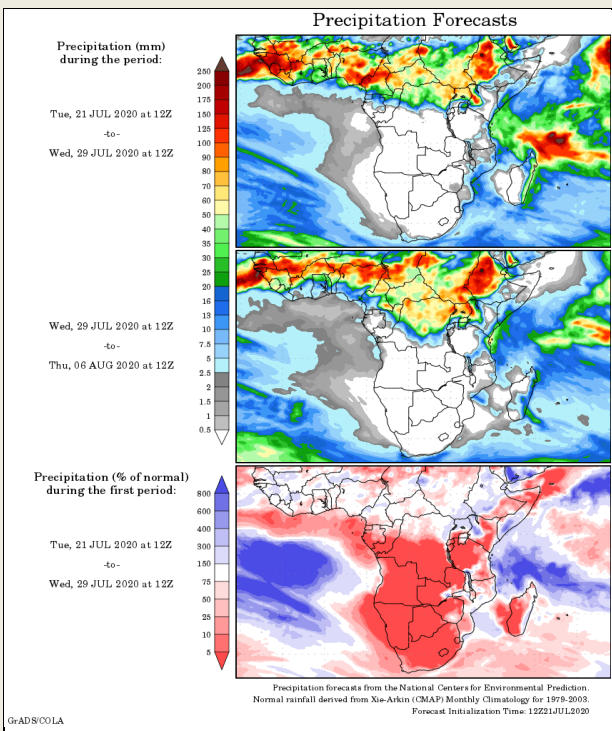 Precipitation Forecasts
Precipitation (mm)
during the period:
Tue, 21 JUL 2020 at 12Z
-to-
Wed, 29 JUL 2020 at 12Z
250
200
175
150
125
100
90
80
70
60
50
40
35
30
25
20
16
13
10
7.5
5
2.5
2
1.5
1
0.5
Wed, 29 JUL 2020 at 12Z
-to-
Thu, 06 AUG 2020 at 12Z
Precipitation (% of normal)
during the first period:
Tue, 21 JUL 2020 at 12Z
-to-
Wed, 29 JUL 2020 at 12Z
800
600
400
300
150
75
50
25
10
5
Precipitation forecasts from the National Centers for Environmental Prediction.
Normal rainfall derived from Xie-Arkin (CMAP) Monthly Climatology for 1979-2003.
Forecast Initialization Time: 12Z21JUL2020
GrADS/COLA